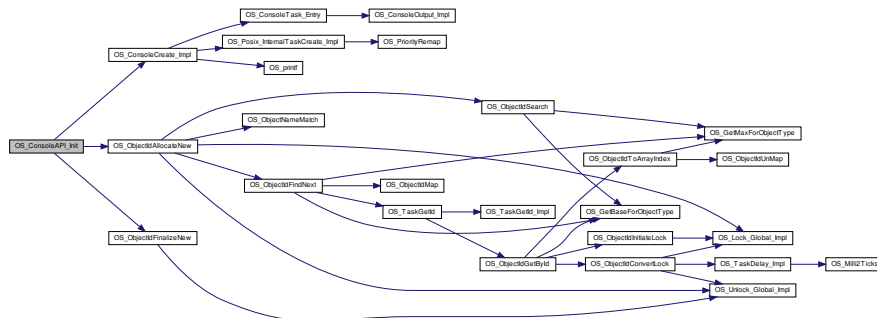 OS_ConsoleTask_Entry
OS_ConsoleOutput_Impl
OS_ConsoleCreate_Impl
OS_Posix_InternalTaskCreate_Impl
OS_PriorityRemap
OS_printf
OS_ObjectIdSearch
OS_ObjectNameMatch
OS_GetMaxForObjectType
OS_ConsoleAPI_Init
OS_ObjectIdAllocateNew
OS_ObjectIdToArrayIndex
OS_ObjectIdUnMap
OS_ObjectIdFindNext
OS_ObjectIdMap
OS_TaskGetId
OS_TaskGetId_Impl
OS_GetBaseForObjectType
OS_ObjectIdFinalizeNew
OS_ObjectIdInitiateLock
OS_Lock_Global_Impl
OS_ObjectIdGetById
OS_ObjectIdConvertLock
OS_TaskDelay_Impl
OS_Milli2Ticks
OS_Unlock_Global_Impl